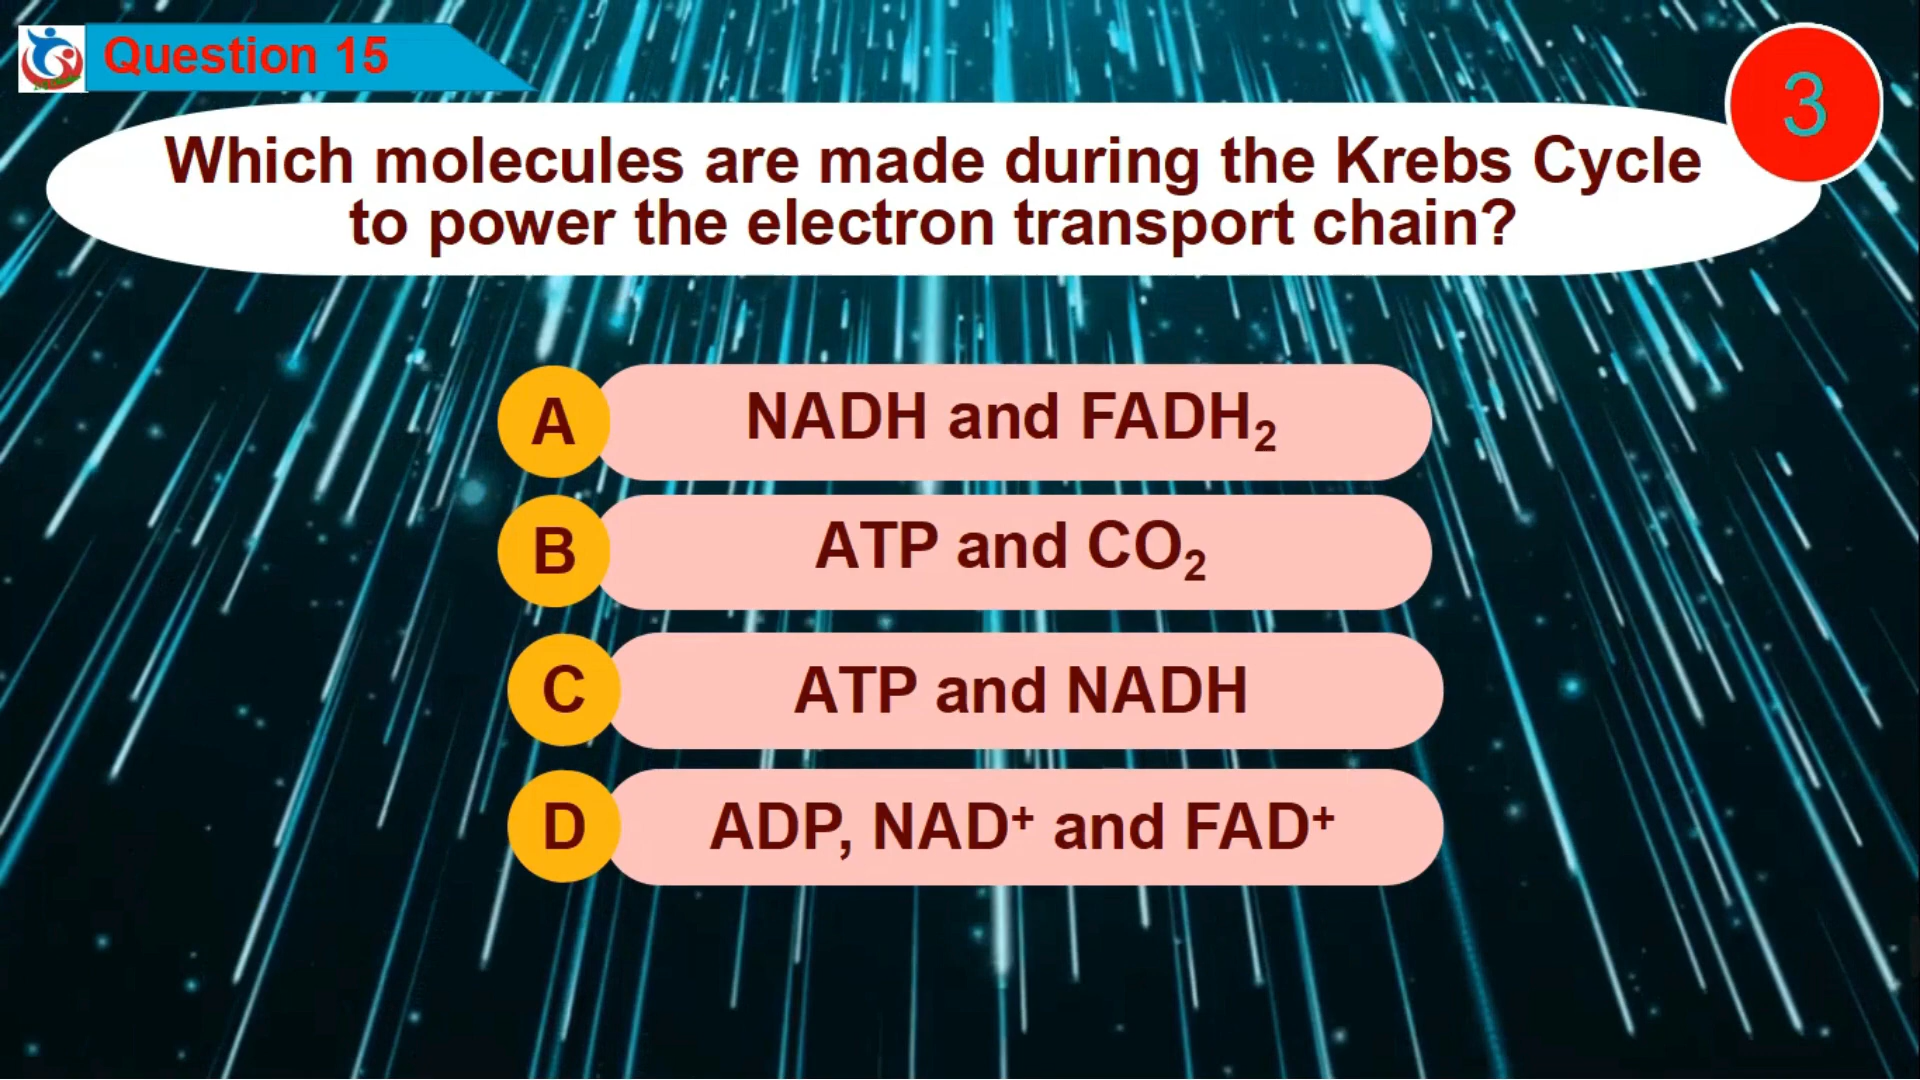 Question 15
3
Which molecules are made during the Krebs Cycle
to power the electron transport chain?
A NADH and FADH₂
B ATP and CO₂
C ATP and NADH
D ADP, NAD⁺ and FAD⁺